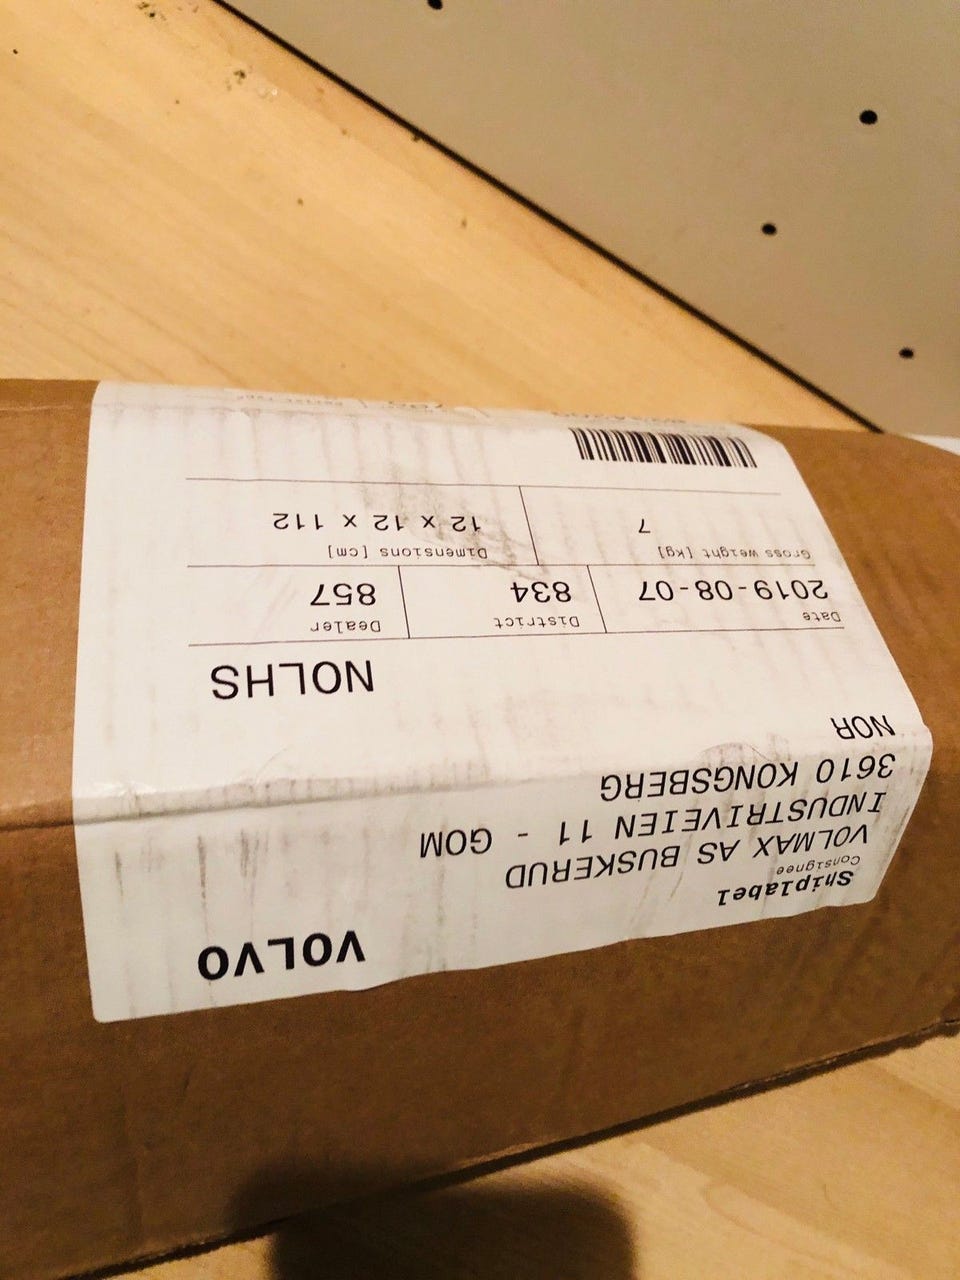 VOLVO
Shiplabel
Consignee
VOLMAX AS BUSKERUD
INDUSTRIVEIEN 11 - GOM
3610 KONGSBERG
NOR
NOLHS
Date District Dealer
2019-08-07 834 857
Gross weight [kg] Dimensions [cm]
7 12 x 12 x 112